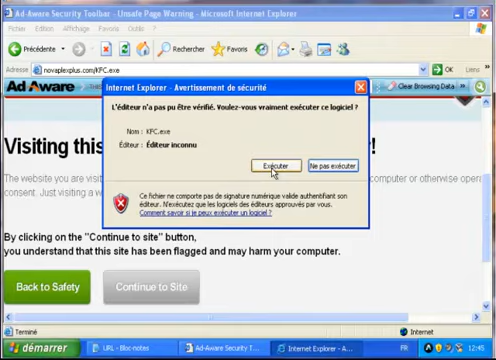 Ad-Aware Security Toolbar - Unsafe Page Warning - Microsoft Internet Explorer
Fichier Edition Affichage Favoris Outils ?
Précédente Rechercher Favoris
Adresse novaplexplus.com/KFC.exe OK Liens »
Ad Aware Clear Browsing Data »
Internet Explorer - Avertissement de sécurité
L'éditeur n'a pas pu être vérifié. Voulez-vous vraiment exécuter ce logiciel ?
Nom : KFC.exe
Éditeur : Éditeur inconnu
Exécuter Ne pas exécuter
Ce fichier ne comporte pas de signature numérique valide authentifiant son
éditeur. N'exécutez que les logiciels des éditeurs approuvés par vous.
Comment savoir si je peux exécuter un logiciel ?
Visiting this !
The website you are visit computer or otherwise opera
consent. Just visiting a w
By clicking on the "Continue to site" button,
you understand that this site has been flagged and may harm your computer.
Back to Safety Continue to Site
Terminé Internet
démarrer URL - Bloc-notes Ad-Aware Security T... Internet Explorer - A... FR 12:45